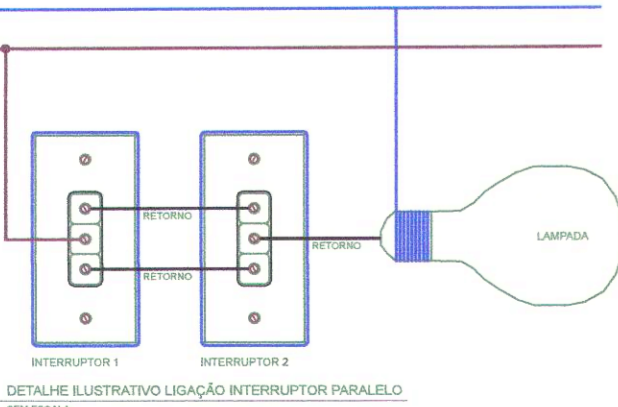 RETORNO
LAMPADA
RETORNO
RETORNO
INTERRUPTOR 1
INTERRUPTOR 2
DETALHE ILUSTRATIVO LIGAÇÃO INTERRUPTOR PARALELO